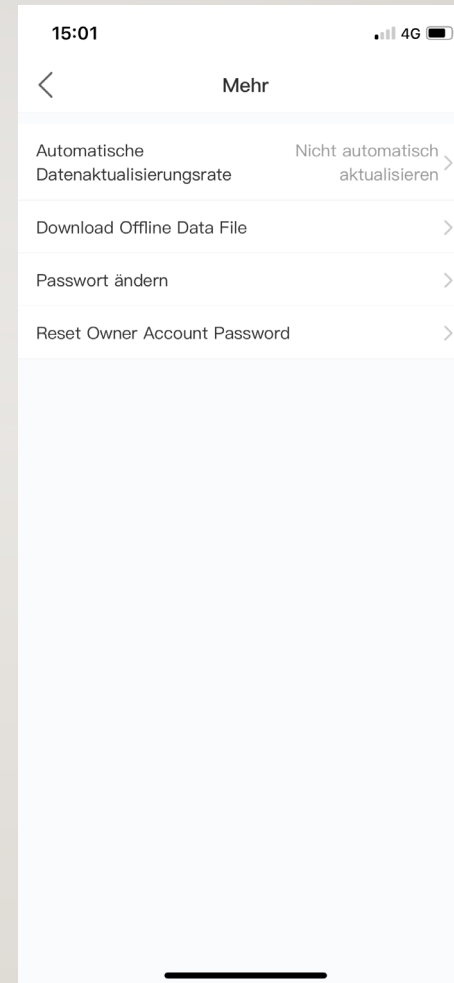 15:01
4G
Mehr
Automatische
Datenaktualisierungsrate
Nicht automatisch
aktualisieren
Download Offline Data File
Passwort ändern
Reset Owner Account Password